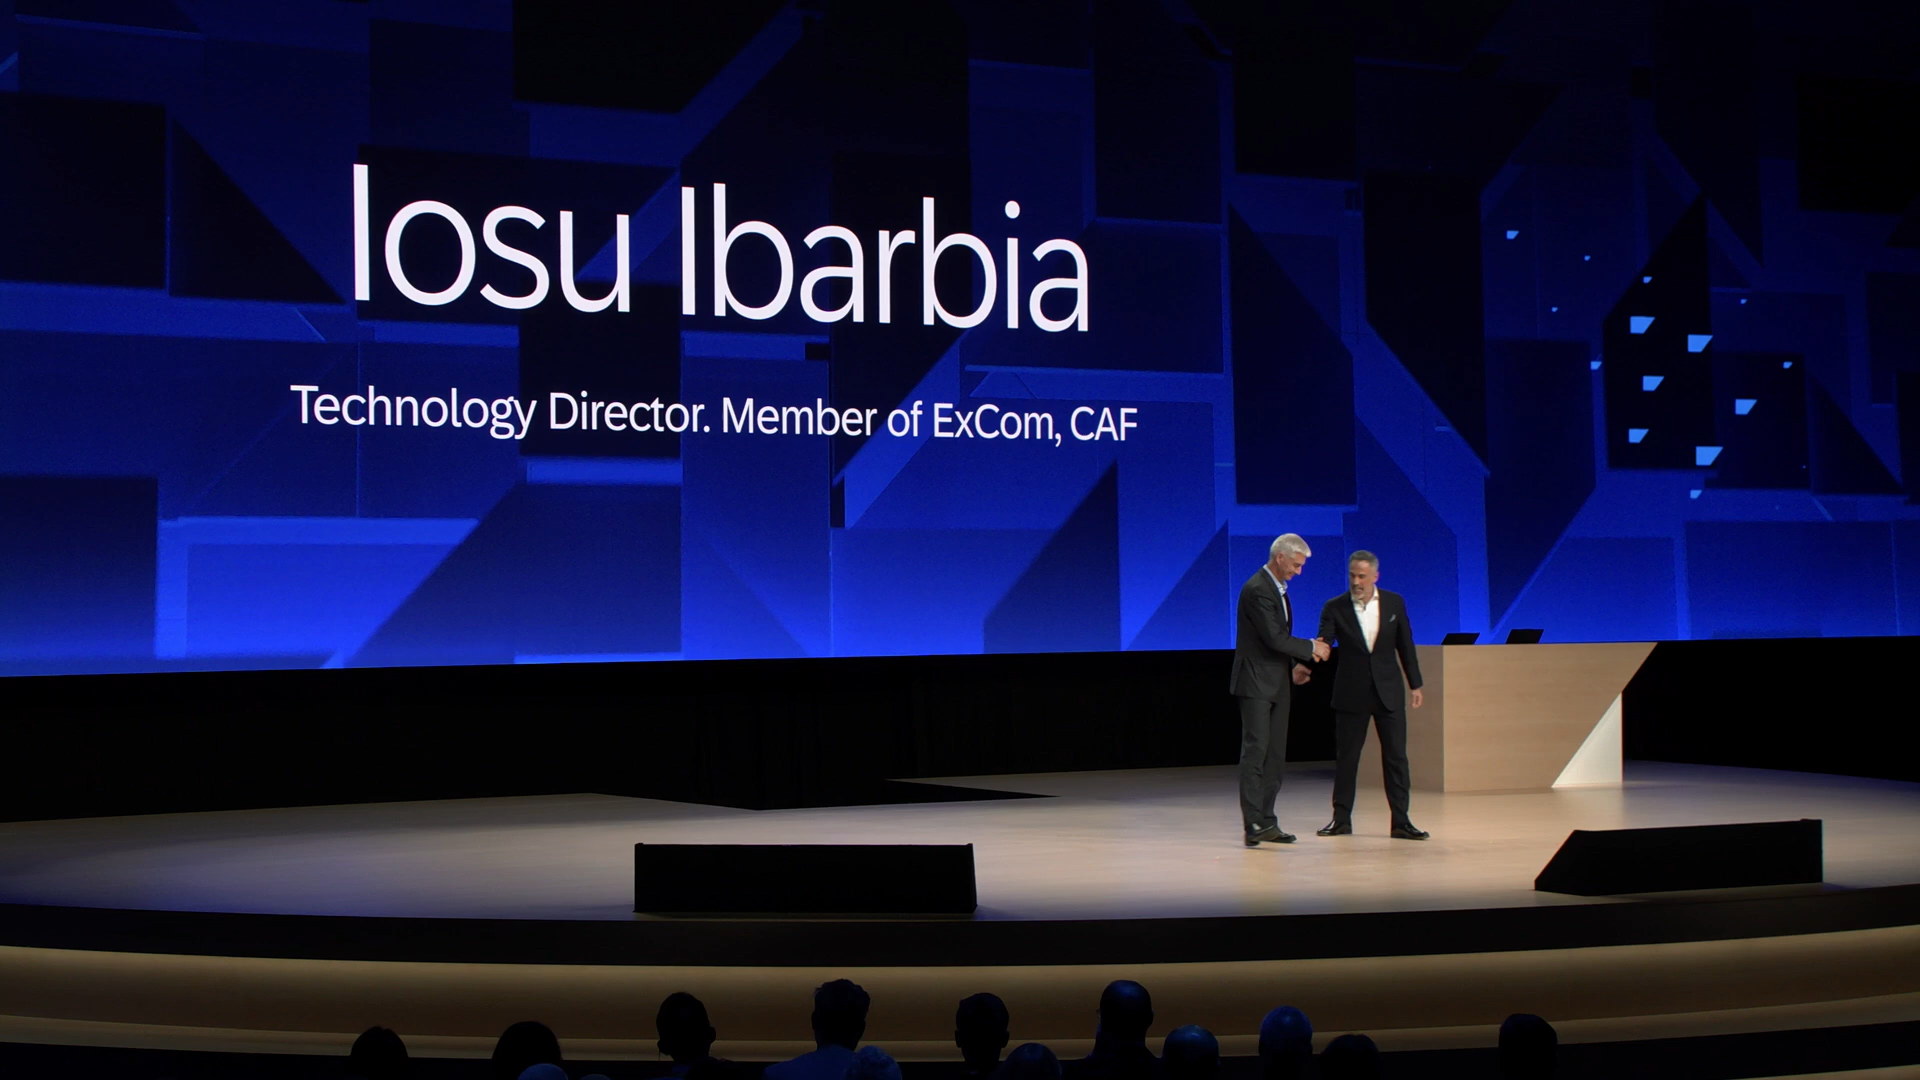 Iosu Ibarbia
Technology Director. Member of ExCom, CAF